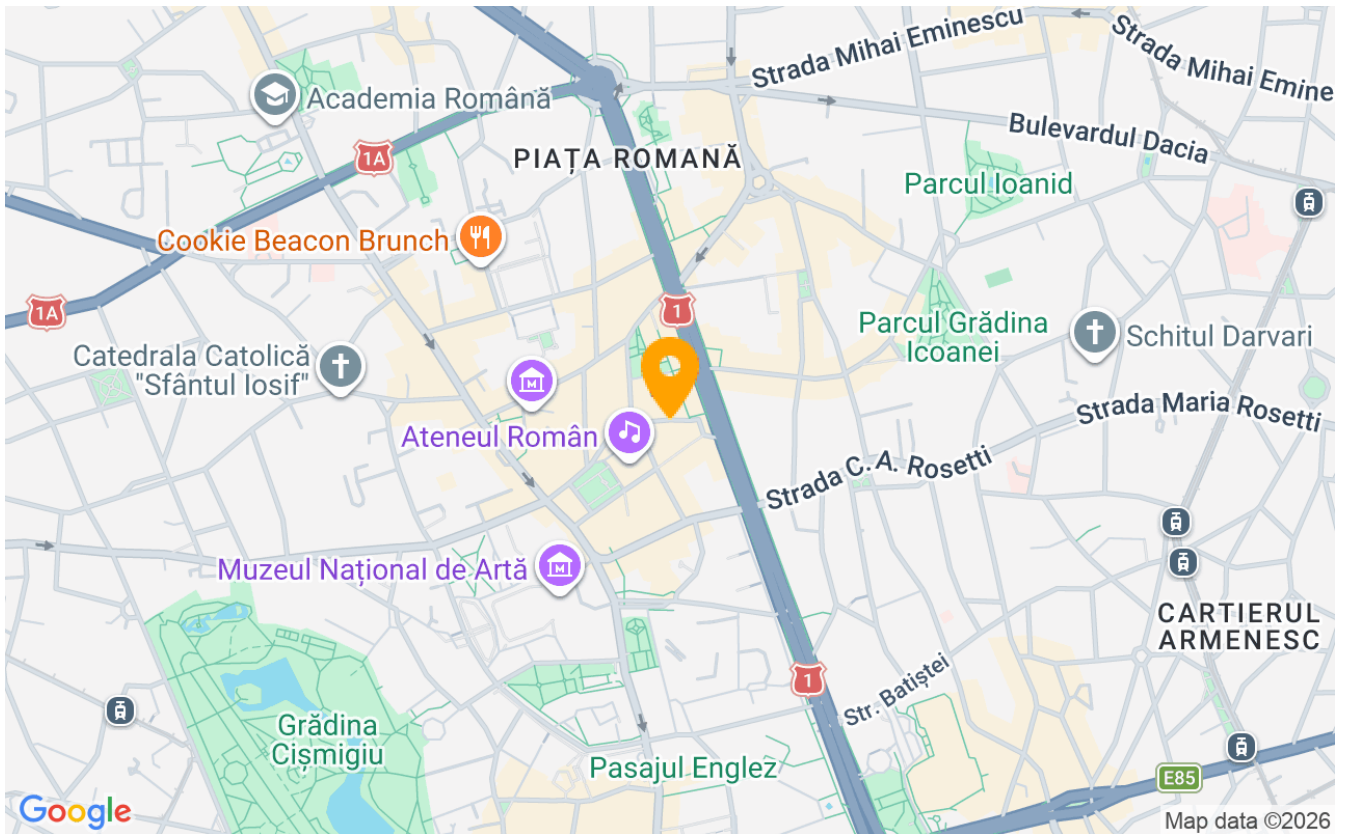 Strada Mihai Eminescu
Strada Mihai Emine
Academia Română
1A
PIAȚA ROMANĂ
Bulevardul Dacia
Parcul Ioanid
Cookie Beacon Brunch
1A
1
Parcul Grădina
Icoanei
Schitul Darvari
Catedrala Catolică
"Sfântul Iosif"
M
Ateneul Român
Strada Maria Rosetti
Strada C. A. Rosetti
Muzeul Național de Artă
M
CARTIERUL
ARMENESC
1
Str. Batiștei
Grădina
Cișmigiu
Pasajul Englez
E85
Google
Map data ©2026